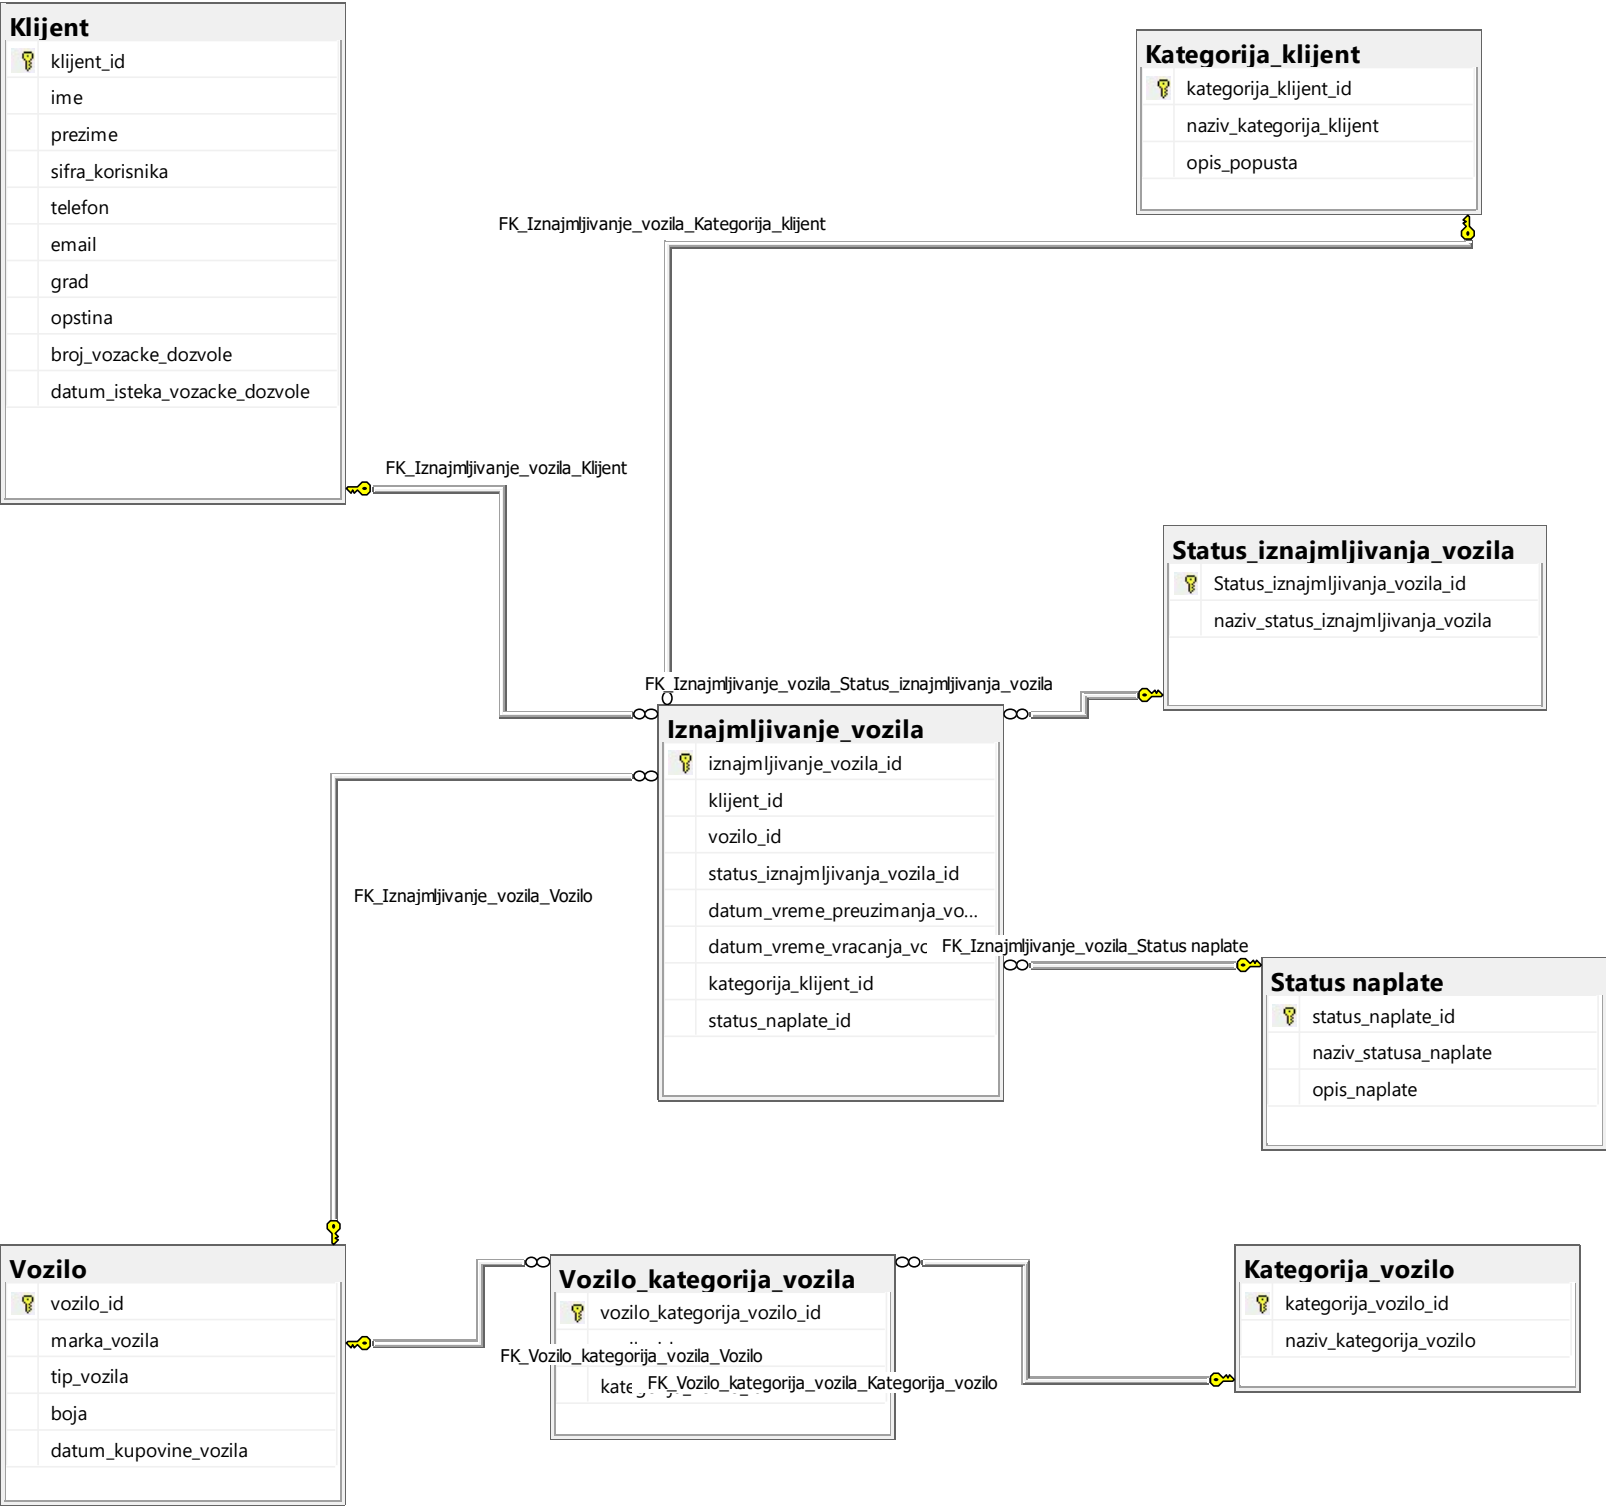 Klijent
klijent_id
ime
prezime
sifra_korisnika
telefon
email
grad
opstina
broj_vozacke_dozvole
datum_isteka_vozacke_dozvole
Kategorija_klijent
kategorija_klijent_id
naziv_kategorija_klijent
opis_popusta
FK_Iznajmljivanje_vozila_Kategorija_klijent
FK_Iznajmljivanje_vozila_Klijent
Status_iznajmljivanja_vozila
Status_iznajmljivanja_vozila_id
naziv_status_iznajmljivanja_vozila
FK_Iznajmljivanje_vozila_Status_iznajmljivanja_vozila
Iznajmljivanje_vozila
iznajmljivanje_vozila_id
klijent_id
vozilo_id
status_iznajmljivanja_vozila_id
datum_vreme_preuzimanja_vo...
datum_vreme_vracanja_vo
kategorija_klijent_id
status_naplate_id
FK_Iznajmljivanje_vozila_Vozilo
FK_Iznajmljivanje_vozila_Status naplate
Status naplate
status_naplate_id
naziv_statusa_naplate
opis_naplate
Vozilo
vozilo_id
marka_vozila
tip_vozila
boja
datum_kupovine_vozila
Vozilo_kategorija_vozila
vozilo_kategorija_vozilo_id
FK_Vozilo_kategorija_vozila_Vozilo
FK_Vozilo_kategorija_vozila_Kategorija_vozilo
Kategorija_vozilo
kategorija_vozilo_id
naziv_kategorija_vozilo